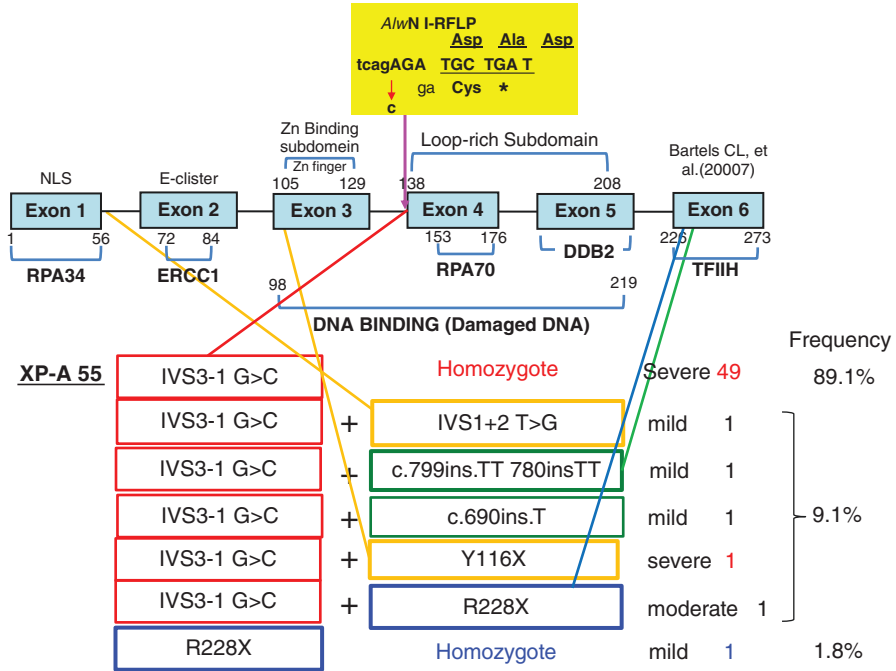 AlwN I-RFLP
Asp Ala Asp
tcagAGA TGC TGA T
ga Cys *
c
Zn Binding
subdomein
Zn finger
Loop-rich Subdomain
Bartels CL, et
al.(20007)
NLS
E-clister
105 129 138 208
Exon 1 Exon 2 Exon 3 Exon 4 Exon 5 Exon 6
1 56 72 84 153 176 226 273
RPA34 ERCC1 RPA70 DDB2 TFIIH
98 219
DNA BINDING (Damaged DNA)
Frequency
XP-A 55 IVS3-1 G>C Homozygote Severe 49 89.1%
IVS3-1 G>C + IVS1+2 T>G mild 1
IVS3-1 G>C + c.799ins.TT 780insTT mild 1
IVS3-1 G>C + c.690ins.T mild 1
9.1%
IVS3-1 G>C + Y116X severe 1
IVS3-1 G>C + R228X moderate 1
R228X Homozygote mild 1 1.8%